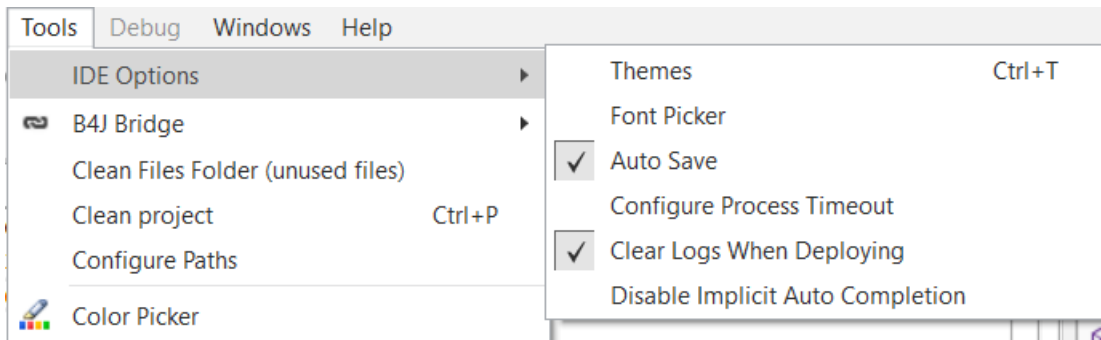 Tools Debug Windows Help
IDE Options
B4J Bridge
Clean Files Folder (unused files)
Clean project Ctrl+P
Configure Paths
Color Picker
Themes Ctrl+T
Font Picker
Auto Save
Configure Process Timeout
Clear Logs When Deploying
Disable Implicit Auto Completion